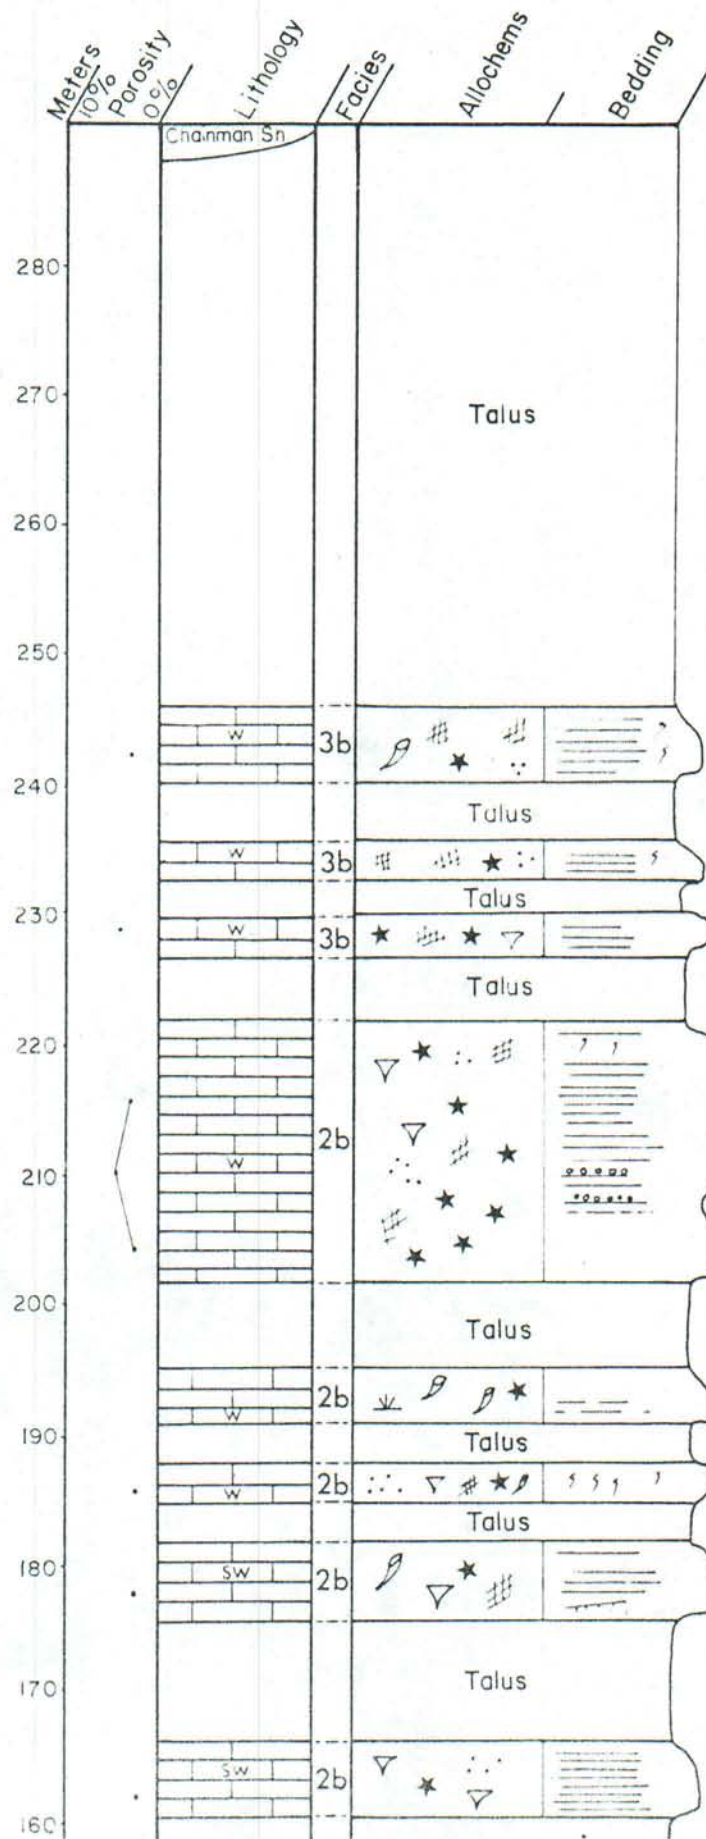 Meters 10% Porosity 0% Lithology Facies Allochems Bedding
Chainman Sh
280
270
Talus
260
250
W 3b
240
Talus
W 3b
230
Talus
W 3b
Talus
220
2b
W
210
200
Talus
2b
W
190
Talus
2b
W
Talus
180
SW 2b
170
Talus
SW 2b
160